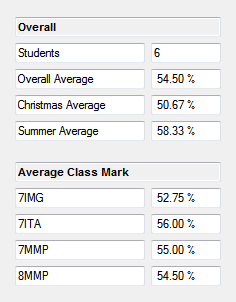 Overall
Students 6
Overall Average 54.50 %
Christmas Average 50.67 %
Summer Average 58.33 %
Average Class Mark
7IMG 52.75 %
7ITA 56.00 %
7MMP 55.00 %
8MMP 54.50 %